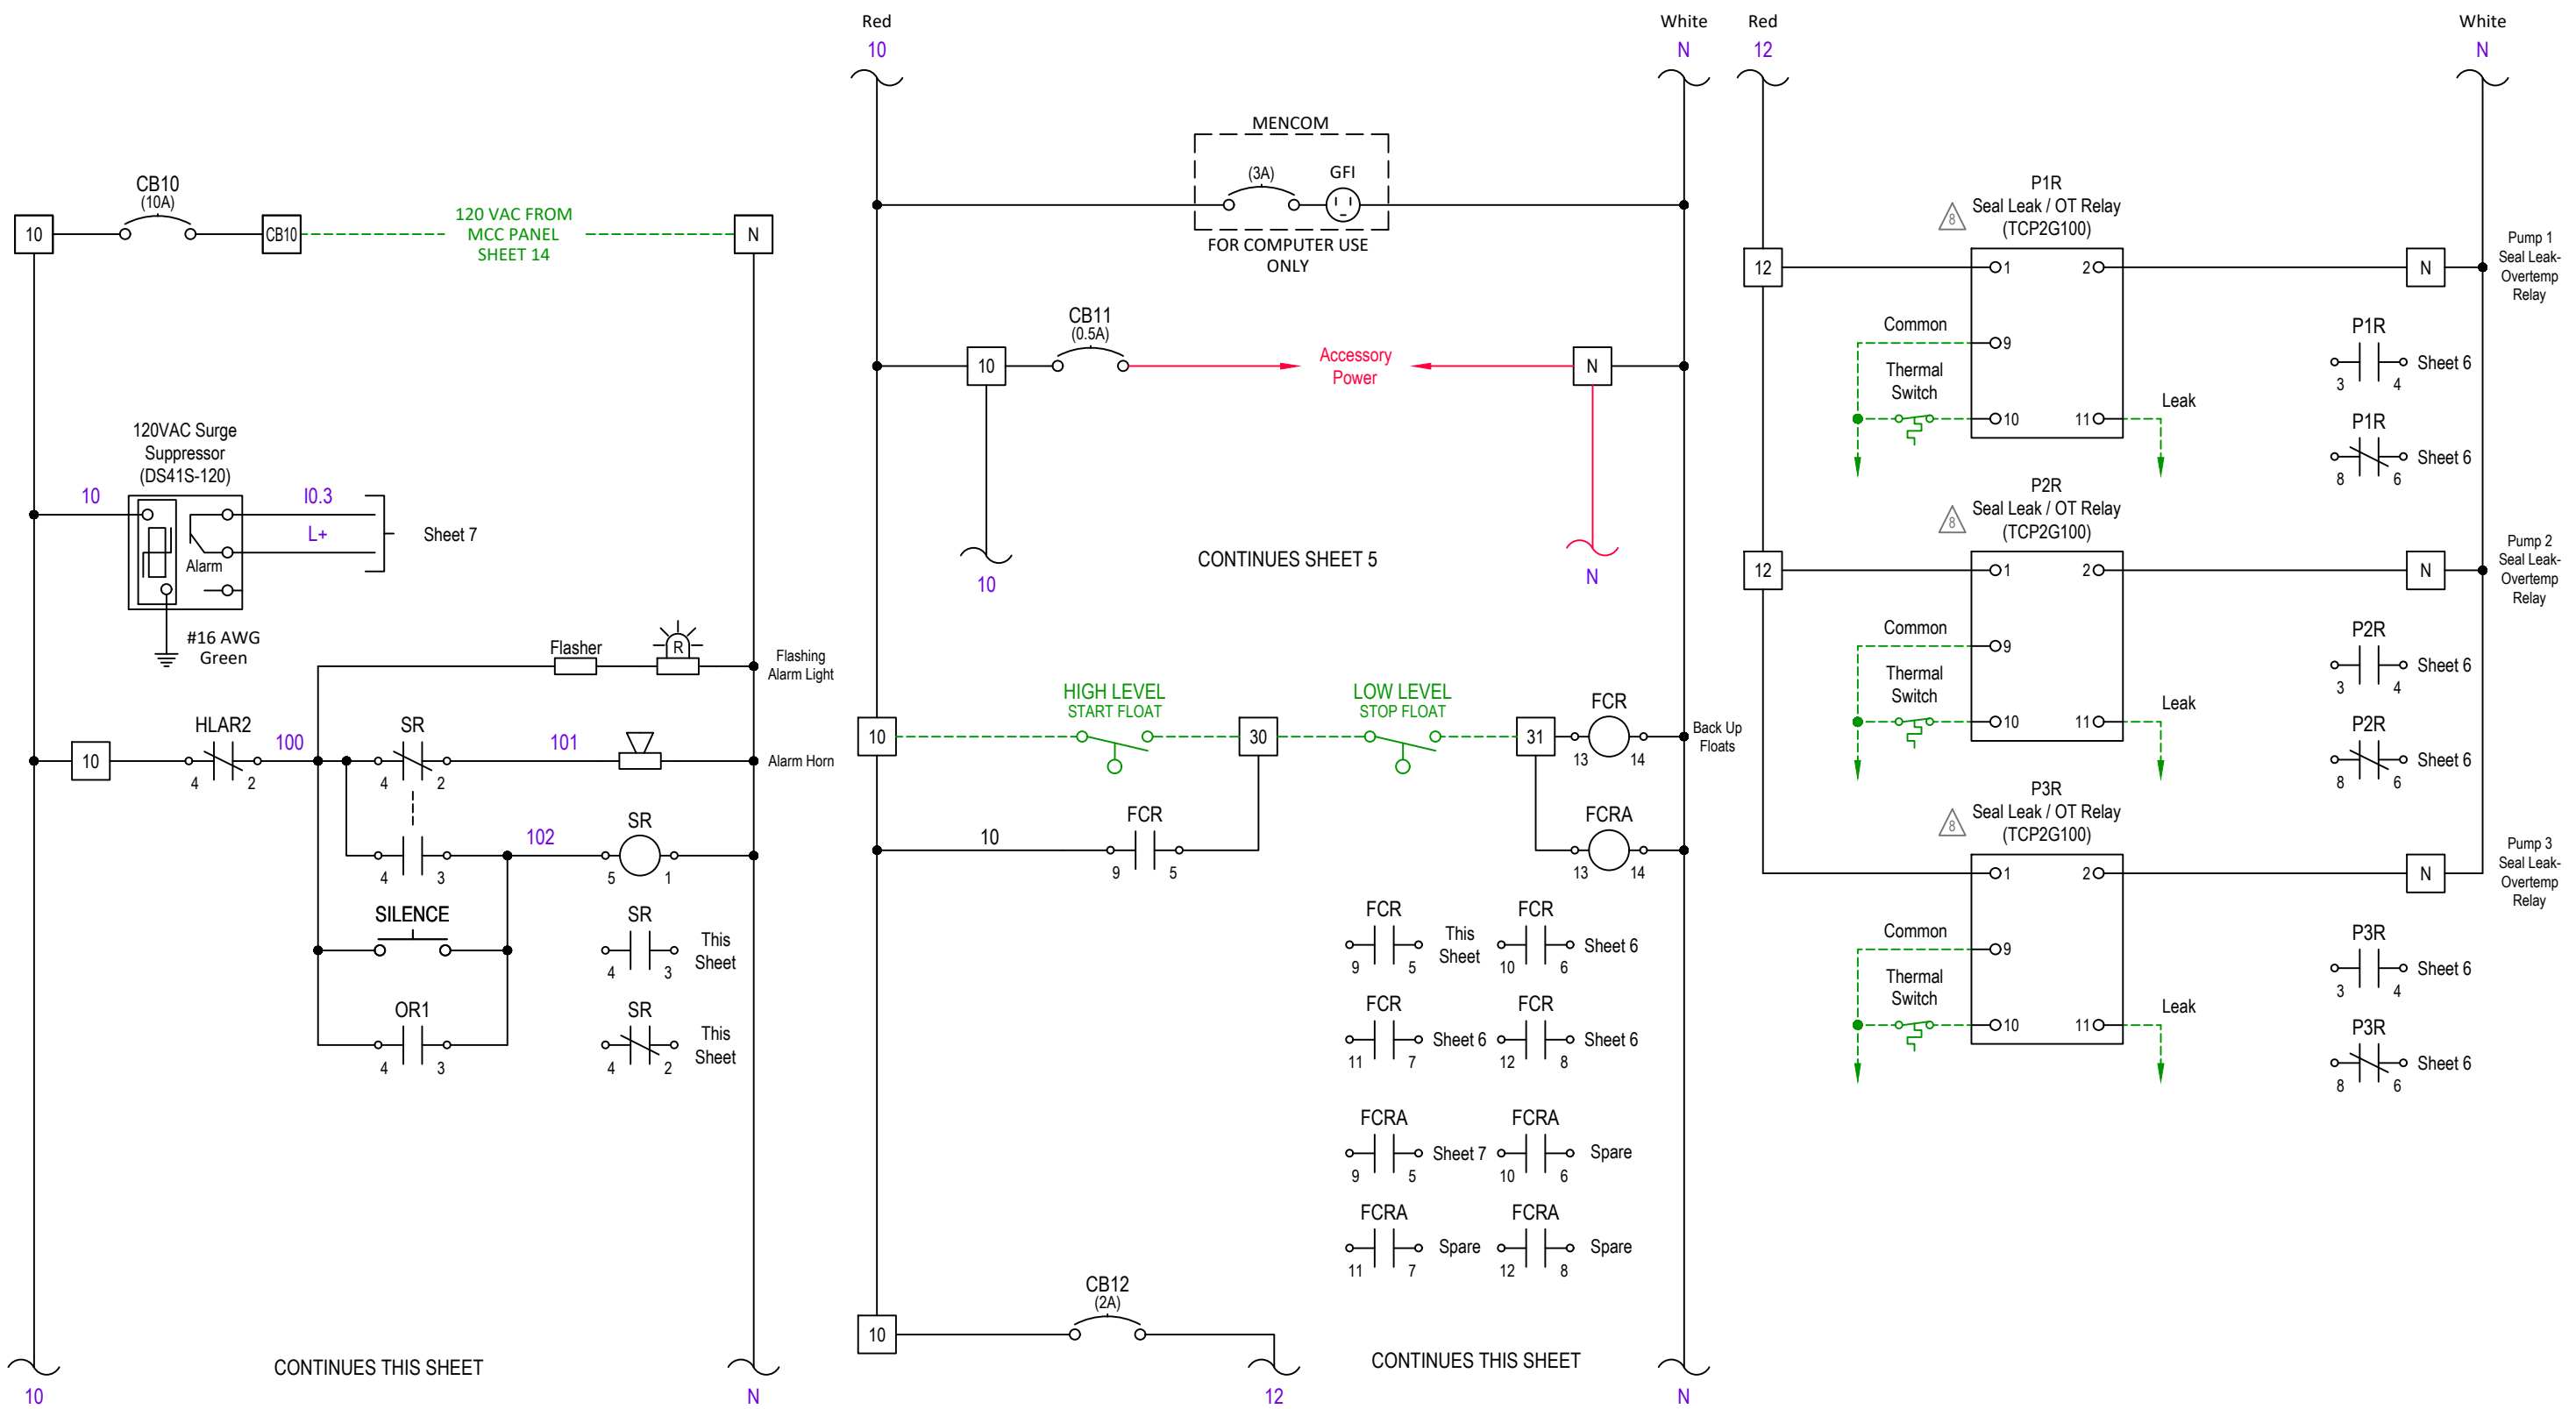 CB10
(10A)
10
CB10
120 VAC FROM
MCC PANEL
SHEET 14
N
120VAC Surge
Suppressor
(DS41S-120)
10
I0.3
L+
Alarm
Sheet 7
#16 AWG
Green
Flasher
R
Flashing
Alarm Light
10
HLAR2
4
2
100
SR
4
2
101
Alarm Horn
4
3
102
SR
5
1
SILENCE
SR
4
3
This
Sheet
OR1
4
3
SR
4
2
This
Sheet
CONTINUES THIS SHEET
10
N
Red
10
White
N
MENCOM
(3A)
GFI
FOR COMPUTER USE
ONLY
CB11
(0.5A)
10
Accessory
Power
N
CONTINUES SHEET 5
10
N
HIGH LEVEL
START FLOAT
LOW LEVEL
STOP FLOAT
10
30
31
FCR
13
14
Back Up
Floats
10
FCR
9
5
FCRA
13
14
FCR
9
5
This
Sheet
FCR
10
6
Sheet 6
FCR
11
7
Sheet 6
FCR
12
8
Sheet 6
FCRA
9
5
Sheet 7
FCRA
10
6
Spare
FCRA
11
7
Spare
FCRA
12
8
Spare
10
CB12
(2A)
CONTINUES THIS SHEET
12
N
Red
12
White
N
P1R
Seal Leak / OT Relay
(TCP2G100)
8
12
1
2
N
Pump 1
Seal Leak-
Overtemp
Relay
Common
9
Thermal
Switch
10
11
Leak
P1R
3
4
Sheet 6
P1R
8
6
Sheet 6
P2R
Seal Leak / OT Relay
(TCP2G100)
8
12
1
2
N
Pump 2
Seal Leak-
Overtemp
Relay
Common
9
Thermal
Switch
10
11
Leak
P2R
3
4
Sheet 6
P2R
8
6
Sheet 6
P3R
Seal Leak / OT Relay
(TCP2G100)
8
1
2
N
Pump 3
Seal Leak-
Overtemp
Relay
Common
9
Thermal
Switch
10
11
Leak
P3R
3
4
Sheet 6
P3R
8
6
Sheet 6